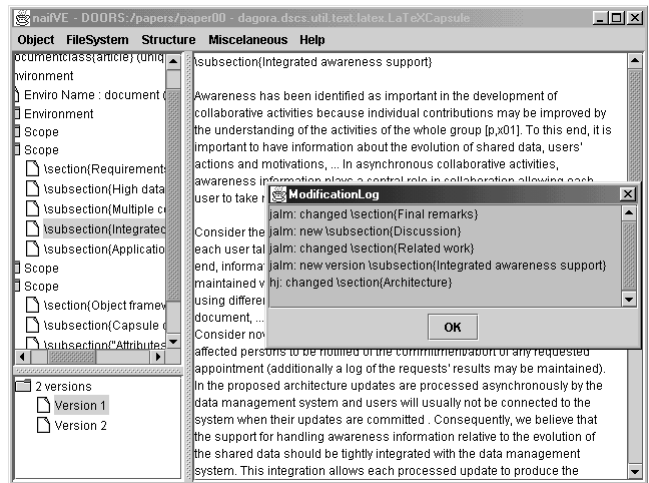 naifVE - DOORS:/papers/paper00 - dagora.dscs.util.text.latex.LaTeXCapsule
Object FileSystem Structure Miscelaneous Help
ocumentclass{article} (uniq
nvironment
Enviro Name : document (
Environment
Scope
Scope
\section{Requirement
\subsection{High data
\subsection{Multiple c
\subsection{Integrated
\subsection{Applicatio
Scope
Scope
\section{Object framew
\subsection{Capsule
\subsection{"Attributes
2 versions
Version 1
Version 2
\subsection{Integrated awareness support}
Awareness has been identified as important in the development of
collaborative activities because individual contributions may be improved by
the understanding of the activities of the whole group [p,x01]. To this end, it is
important to have information about the evolution of shared data, users'
actions and motivations, ... In asynchronous collaborative activities,
awareness information plays a central role in collaboration allowing each
user to take
Consider the
each user ta
end, informa
maintained
using differe
document, ...
Consider no
affected persons to be notified of the commitment/abort of any requested
appointment (additionally a log of the requests' results may be maintained).
In the proposed architecture updates are processed asynchronously by the
data management system and users will usually not be connected to the
system when their updates are committed . Consequently, we believe that
the support for handling awareness information relative to the evolution of
the shared data should be tightly integrated with the data management
system. This integration allows each processed update to produce the
ModificationLog
jalm: changed \section{Final remarks}
jalm: new \subsection{Discussion}
jalm: changed \section{Related work}
jalm: new version \subsection{Integrated awareness support}
hj: changed \section{Architecture}
OK